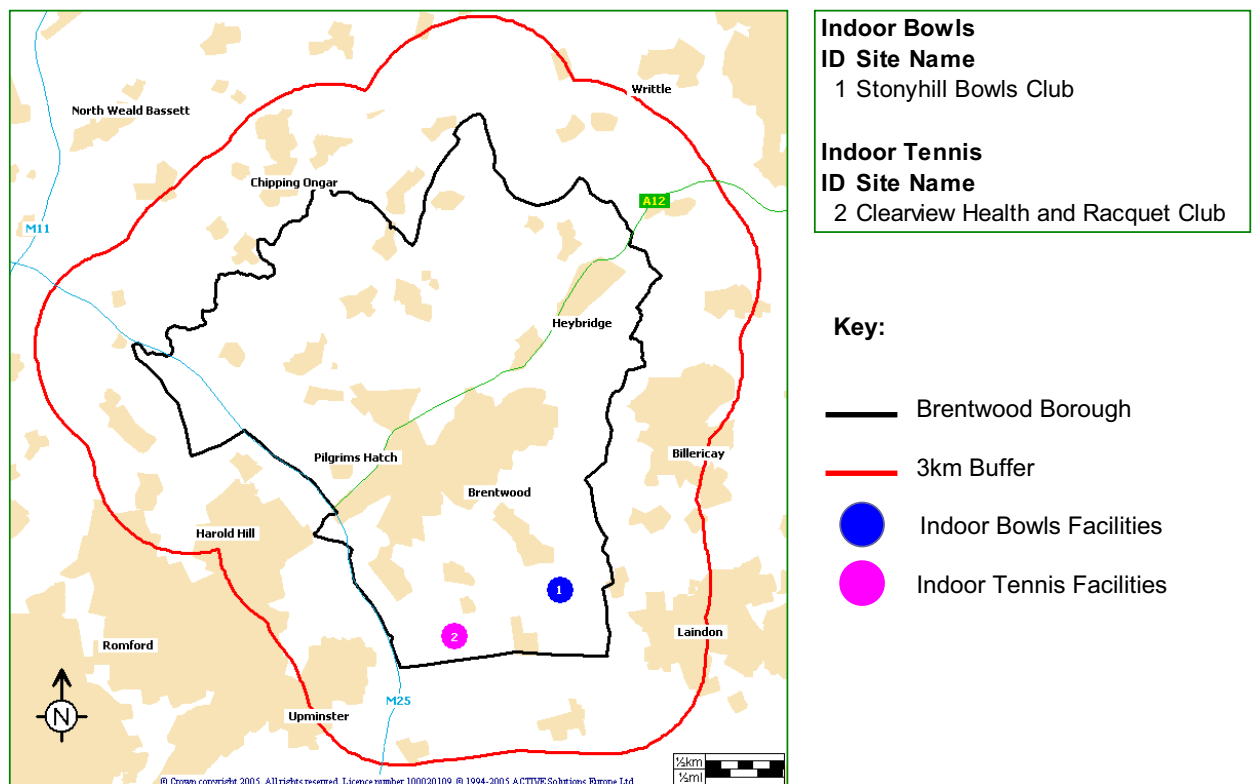 North Weald Bassett
Writtle
Chipping Ongar
A12
M11
Heybridge
Pilgrims Hatch
Billericay
Brentwood
Harold Hill
1
2
Romford
Laindon
M25
Upminster
N
½km
½ml
© Crown copyright 2005. All rights reserved. Licence number 100020109. © 1994-2005 ACTIVE Solutions Europe Ltd
Indoor Bowls
ID Site Name
1 Stonyhill Bowls Club
Indoor Tennis
ID Site Name
2 Clearview Health and Racquet Club
Key:
Brentwood Borough
3km Buffer
Indoor Bowls Facilities
Indoor Tennis Facilities